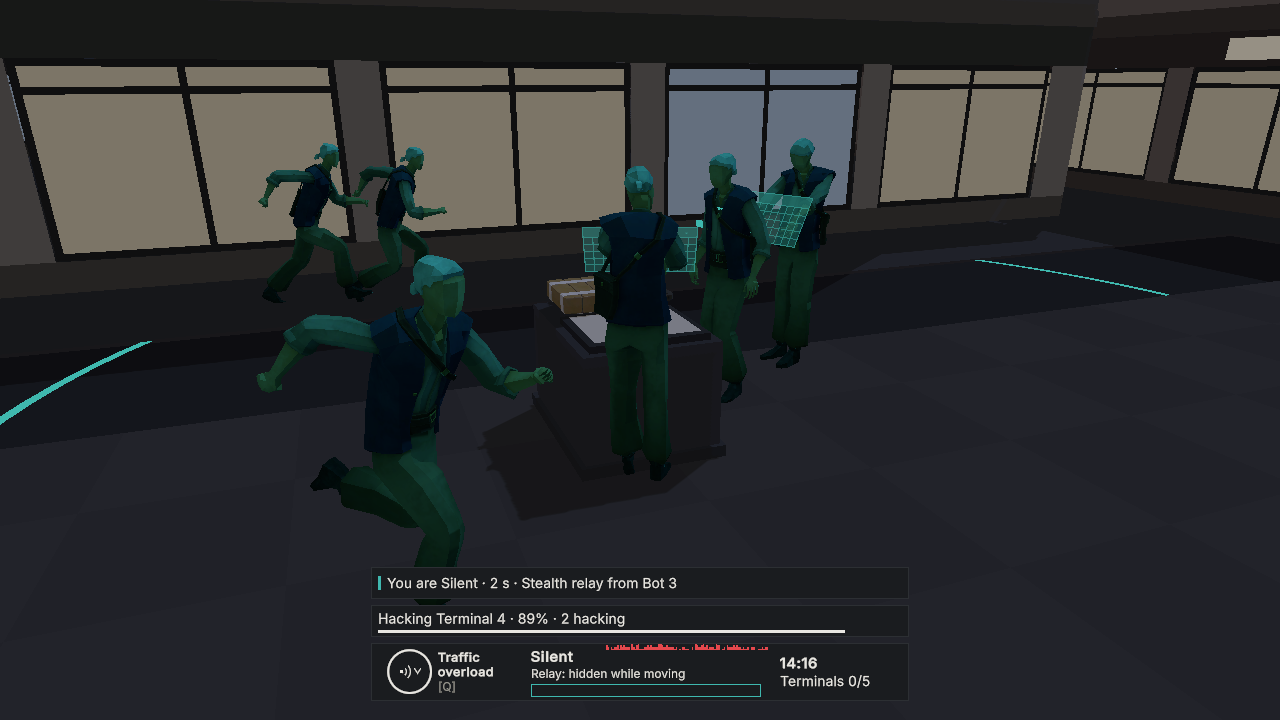 You are Silent · 2 s · Stealth relay from Bot 3
Hacking Terminal 4 · 89% · 2 hacking
Traffic overload
[Q]
Silent
Relay: hidden while moving
14:16
Terminals 0/5